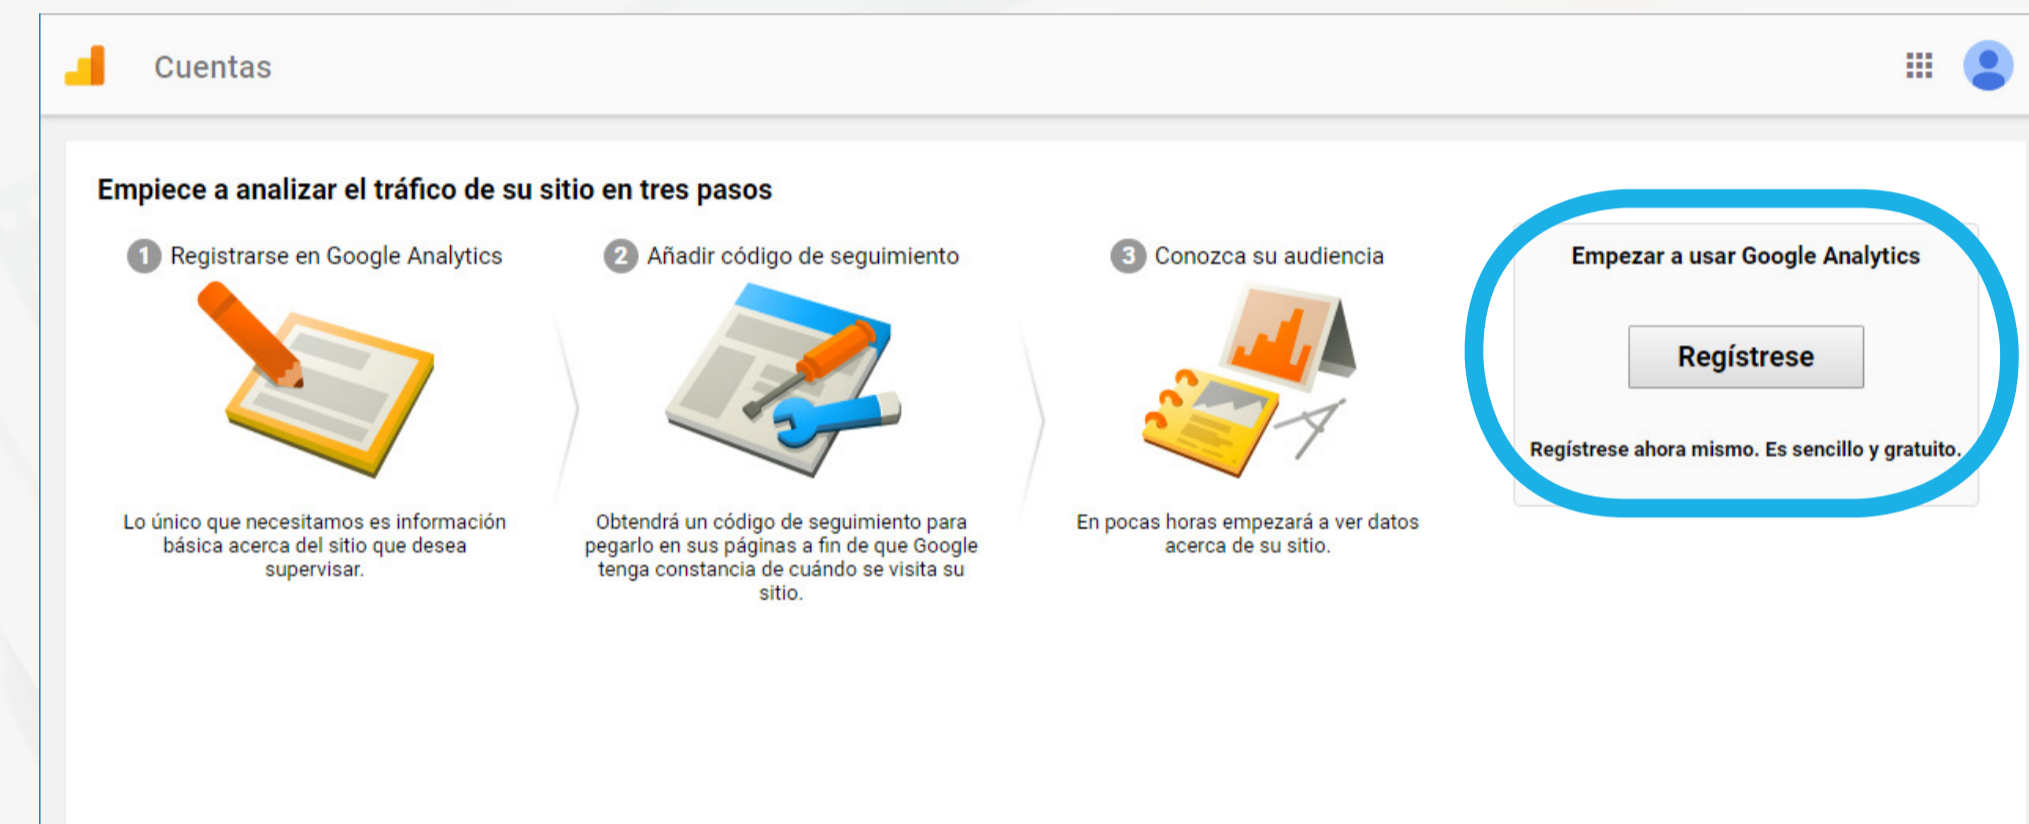 Cuentas
Empiece a analizar el tráfico de su sitio en tres pasos
1 Registrarse en Google Analytics
Lo único que necesitamos es información
básica acerca del sitio que desea
supervisar.
2 Añadir código de seguimiento
Obtendrá un código de seguimiento para
pegarlo en sus páginas a fin de que Google
tenga constancia de cuándo se visita su
sitio.
3 Conozca su audiencia
En pocas horas empezará a ver datos
acerca de su sitio.
Empezar a usar Google Analytics
Regístrese
Regístrese ahora mismo. Es sencillo y gratuito.